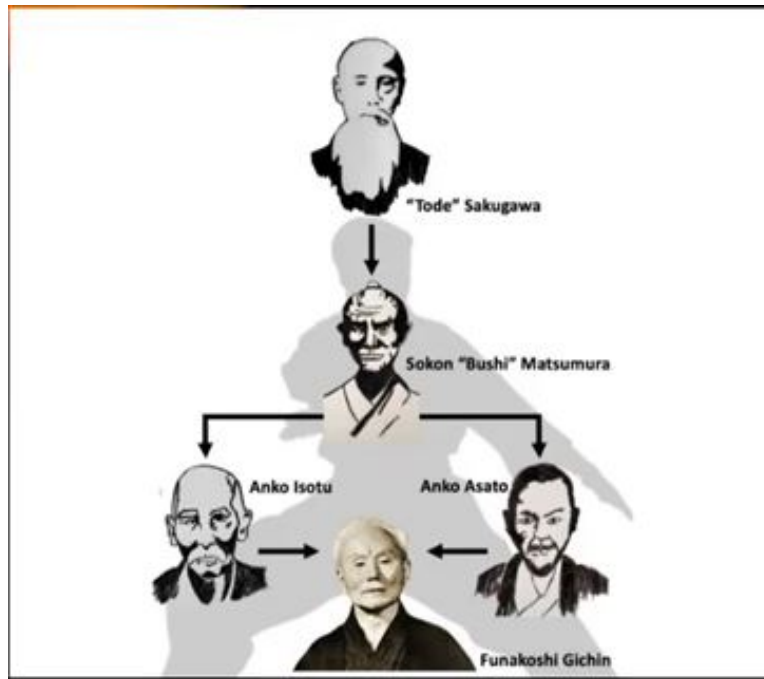 “Tode” Sakugawa
Sokon “Bushi” Matsumura
Anko Isotu
Anko Asato
Funakoshi Gichin